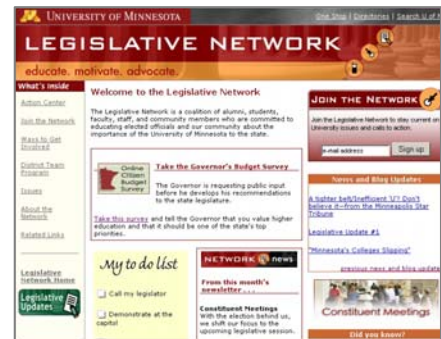 UNIVERSITY OF MINNESOTA
One Stop | Directories | Search U of M
LEGISLATIVE NETWORK
educate. motivate. advocate.
What's Inside
Action Center
Join the Network
Ways to Get
Involved
District Team
Program
Issues
About the
Network
Related Links
Legislative
Network Home
Legislative
Updates
Welcome to the Legislative Network
The Legislative Network is a coalition of alumni, students,
faculty, staff, and community members who are committed to
educating elected officials and our community about the
importance of the University of Minnesota to the state.
Online
Citizen
Budget
Survey
Take the Governor's Budget Survey
The Governor is requesting public input
before he develops his recommendations
to the state legislature.
Take this survey and tell the Governor that you value higher
education and that it should be one of the state's top
priorities.
My to do list
Call my legislator
Demonstrate at the
capitol
NETWORK news
From this month's
newsletter . . .
Constituent Meetings
With the election behind us,
we shift our focus to the
upcoming legislative session.
JOIN THE NETWORK
Join the Legislative Network to stay current on
University issues and calls to action.
e-mail address
Sign up
News and Blog Updates
A tighter belt/Inefficient 'U'? Don't
believe it—from the Minneapolis Star
Tribune
Legislative Update #1
"Minnesota's Colleges Slipping"
previous news and blog updates
Constituent Meetings
Did you know?